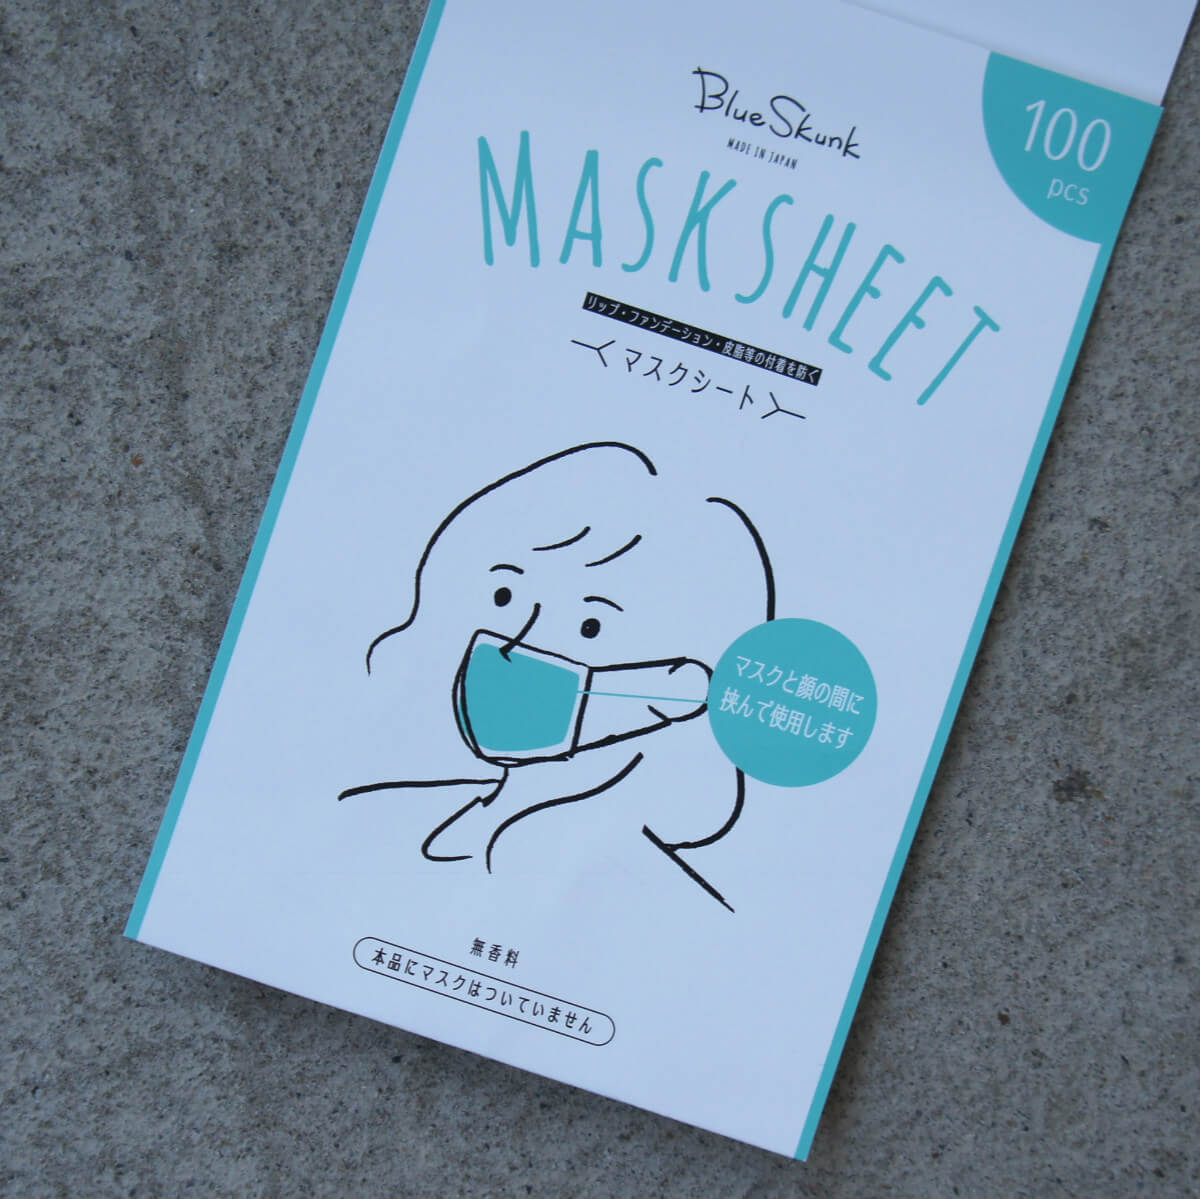 Blue Skunk
MADE IN JAPAN
100
pcs
MASK SHEET
リップ・ファンデーション・皮脂等の付着を防ぐ
マスクシート
マスクと顔の間に
挟んで使用します
無香料
本品にマスクはついていません